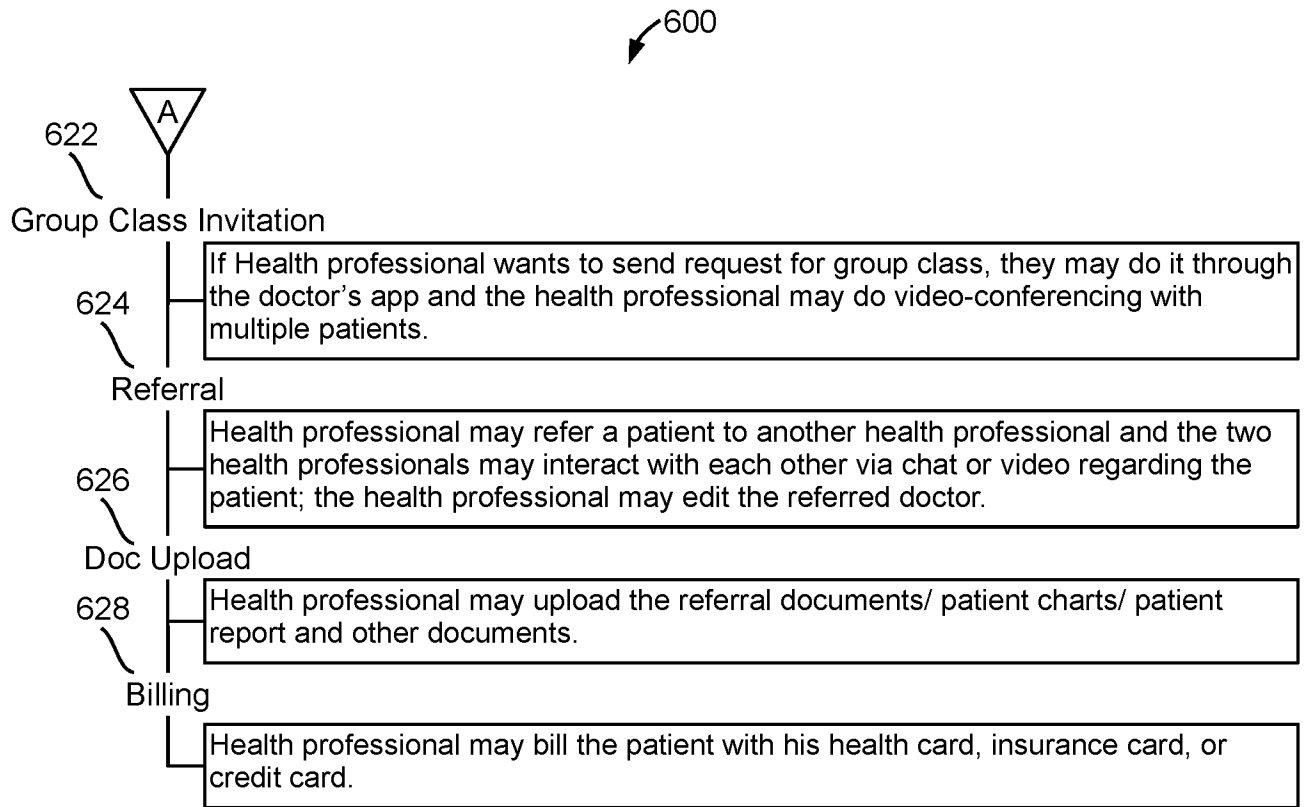 600
A
622
Group Class Invitation
If Health professional wants to send request for group class, they may do it through
the doctor's app and the health professional may do video-conferencing with
multiple patients.
624
Referral
Health professional may refer a patient to another health professional and the two
health professionals may interact with each other via chat or video regarding the
patient; the health professional may edit the referred doctor.
626
Doc Upload
Health professional may upload the referral documents/ patient charts/ patient
report and other documents.
628
Billing
Health professional may bill the patient with his health card, insurance card, or
credit card.